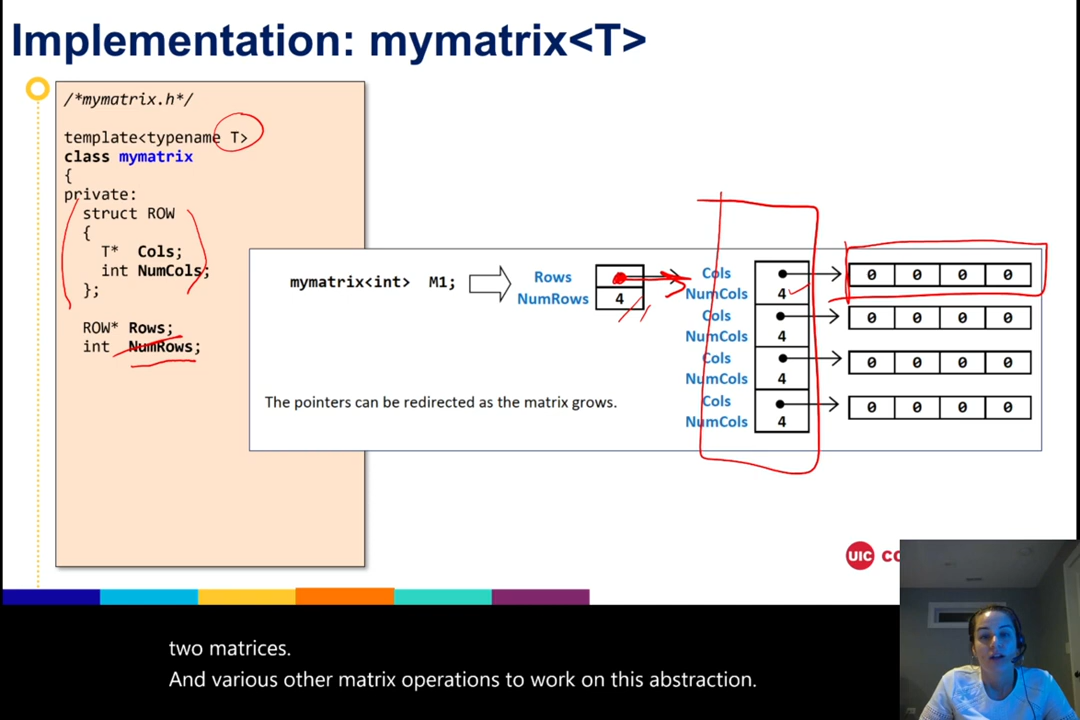 Implementation: mymatrix<T>
/*mymatrix.h*/
template<typename T>
class mymatrix
{
private:
struct ROW
{
T* Cols;
int NumCols;
};
ROW* Rows;
int NumRows;
mymatrix<int> M1;
Rows
NumRows
4
Cols
NumCols
4
0 0 0 0
Cols
NumCols
4
0 0 0 0
Cols
NumCols
4
0 0 0 0
Cols
NumCols
4
0 0 0 0
The pointers can be redirected as the matrix grows.
UIC
two matrices.
And various other matrix operations to work on this abstraction.